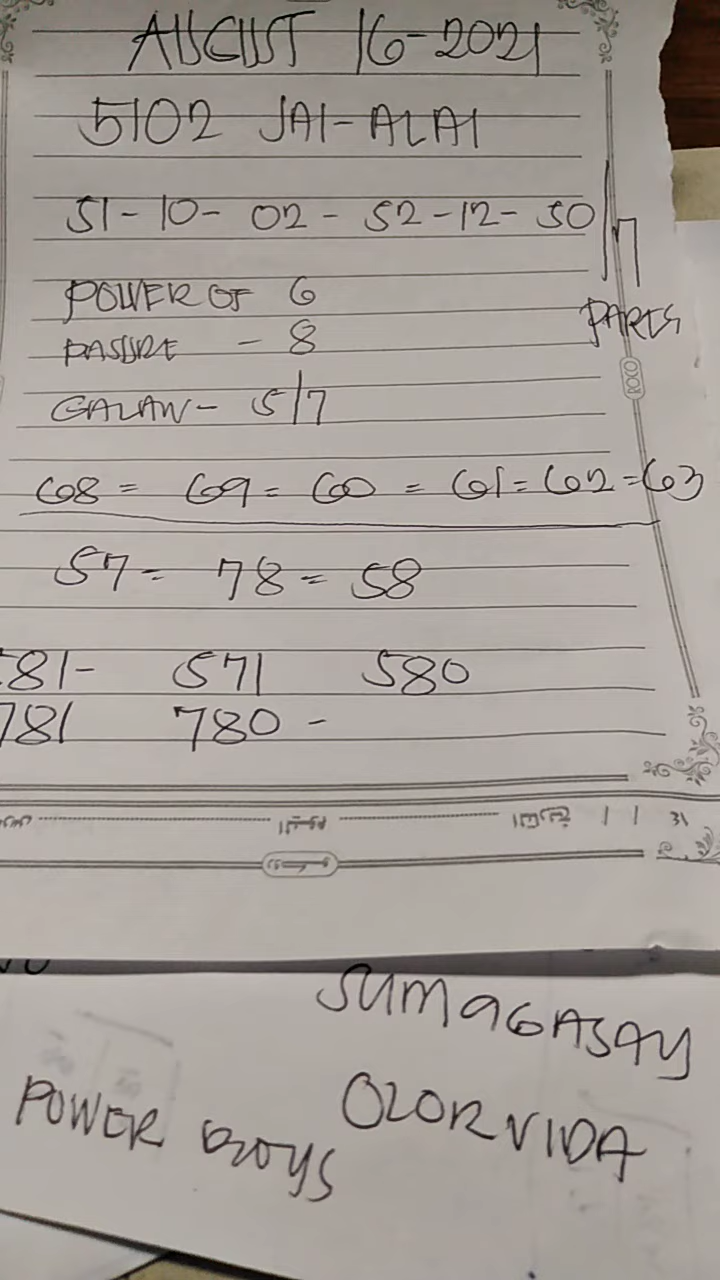 AUGUST 16-2021
5102 JAI-ALAI
51-10-02-52-12-50
POWER OF 6
PARES
PASURE - 8
ROCO
GALAW - 5/7
68 = 69 = 60 = 61 = 62 = 63
57 = 78 = 58
581- 571 580
781 780 -
SUMAGASAY
POWER BOYS OLORVIDA